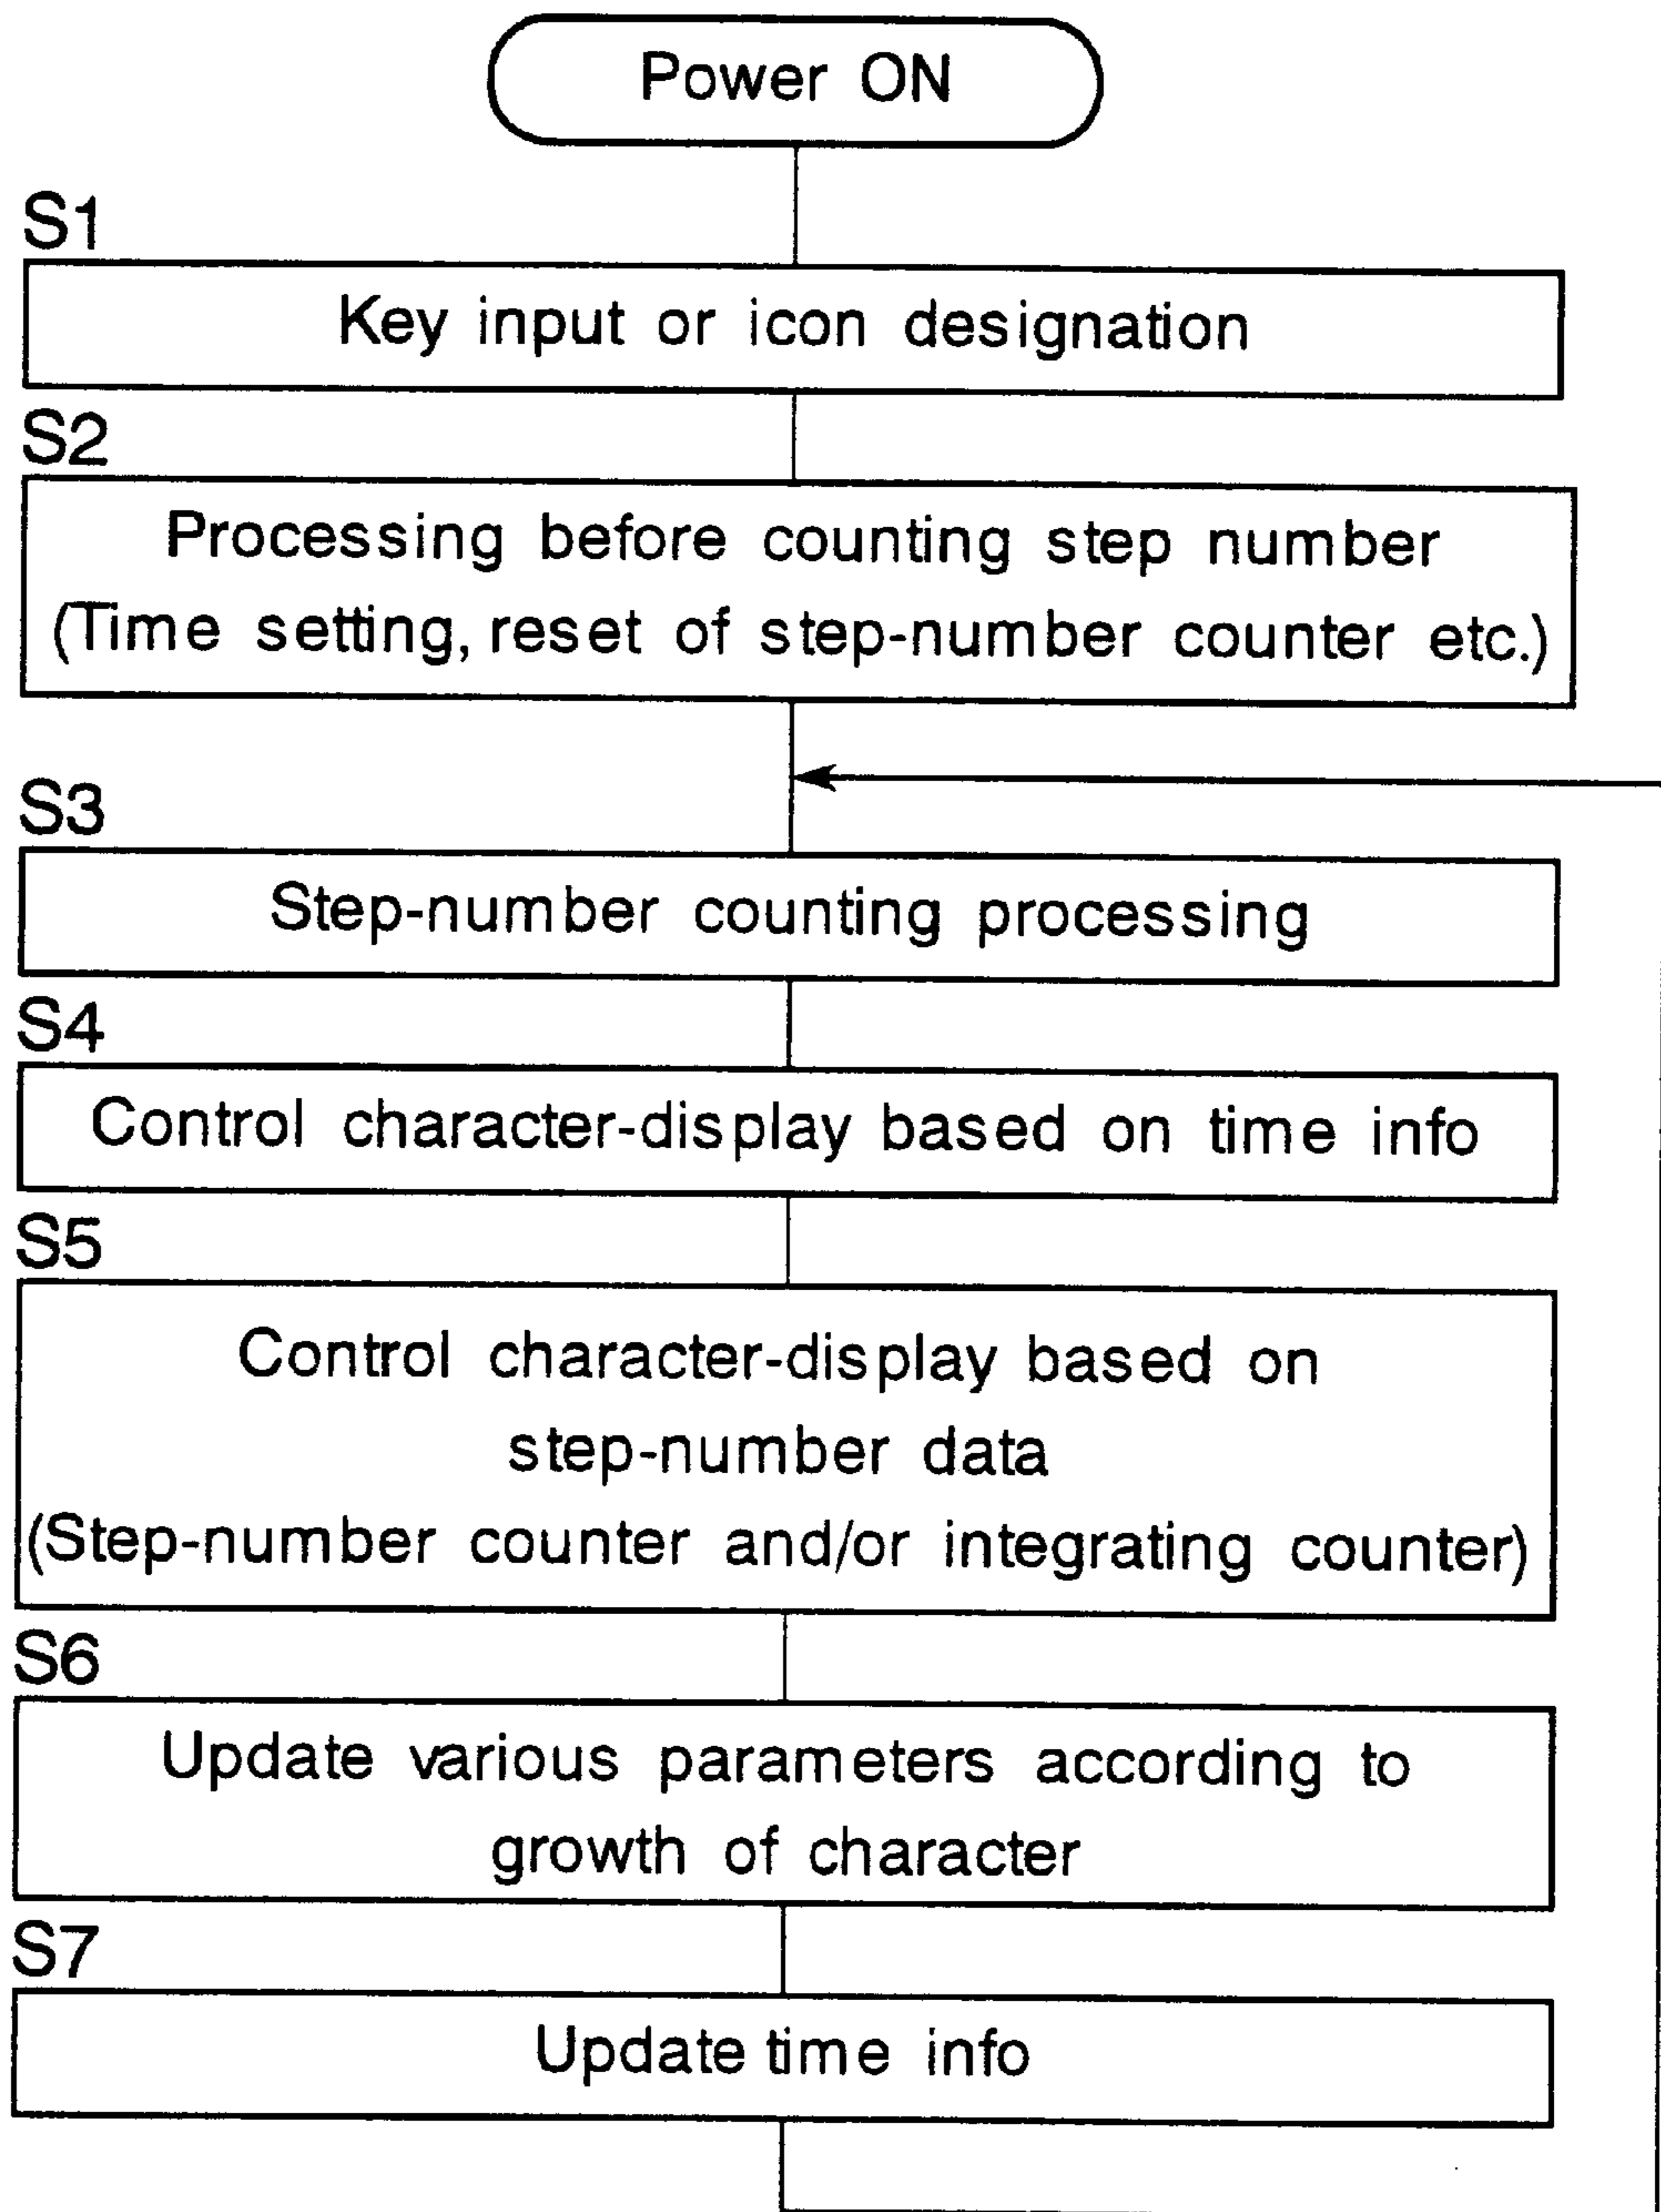 Power ON
S1
Key input or icon designation
S2
Processing before counting step number
(Time setting, reset of step-number counter etc.)
S3
Step-number counting processing
S4
Control character-display based on time info
S5
Control character-display based on
step-number data
(Step-number counter and/or integrating counter)
S6
Update various parameters according to
growth of character
S7
Update time info